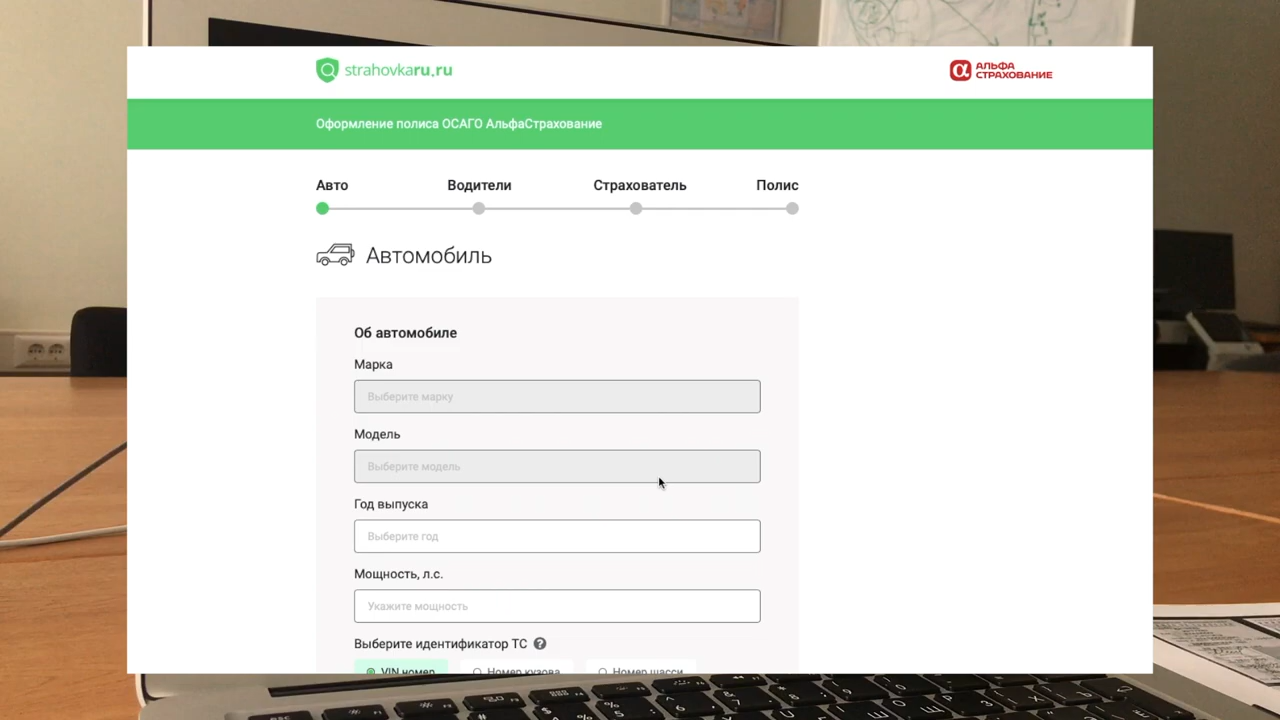 strahovkaru.ru
АЛЬФА
СТРАХОВАНИЕ
Оформление полиса ОСАГО АльфаСтрахование
Авто Водители Страхователь Полис
Автомобиль
Об автомобиле
Марка
Выберите марку
Модель
Выберите модель
Год выпуска
Выберите год
Мощность, л.с.
Укажите мощность
Выберите идентификатор ТС ?
VIN номер Номер кузова Номер шасси